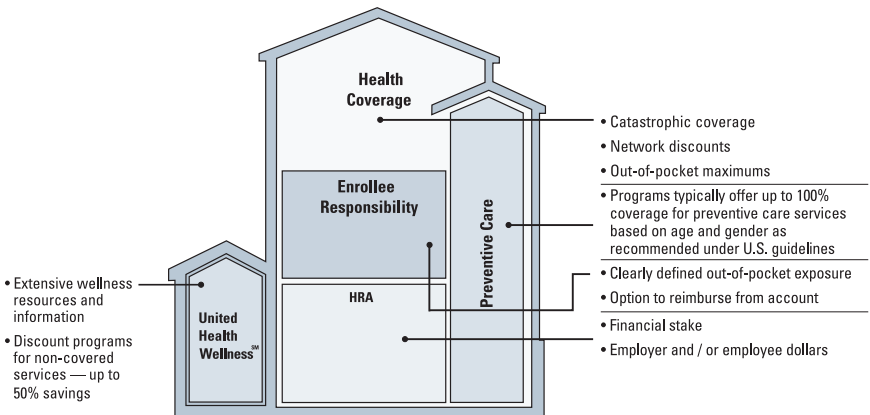 Health
Coverage
Enrollee
Responsibility
HRA
Preventive Care
United
Health
Wellness℠
• Extensive wellness
resources and
information
• Discount programs
for non-covered
services — up to
50% savings
• Catastrophic coverage
• Network discounts
• Out-of-pocket maximums
• Programs typically offer up to 100%
coverage for preventive care services
based on age and gender as
recommended under U.S. guidelines
• Clearly defined out-of-pocket exposure
• Option to reimburse from account
• Financial stake
• Employer and / or employee dollars